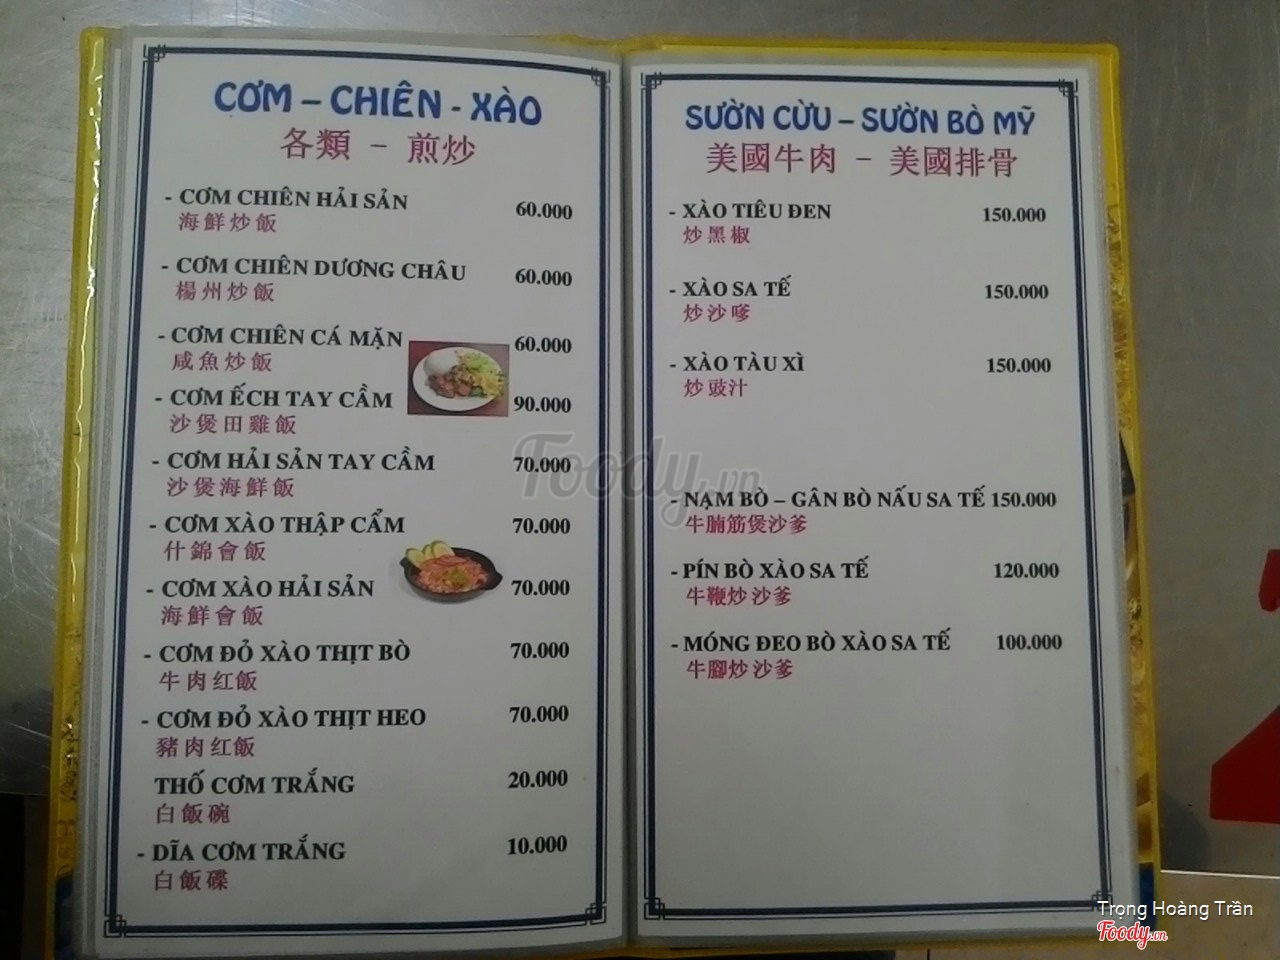 CƠM – CHIÊN - XÀO
各類 – 煎炒
- CƠM CHIÊN HẢI SẢN 60.000
海鮮炒飯
- CƠM CHIÊN DƯƠNG CHÂU 60.000
楊州炒飯
- CƠM CHIÊN CÁ MẶN 60.000
咸魚炒飯
- CƠM ẾCH TAY CẦM 90.000
沙煲田雞飯
- CƠM HẢI SẢN TAY CẦM 70.000
沙煲海鮮飯
- CƠM XÀO THẬP CẨM 70.000
什錦會飯
- CƠM XÀO HẢI SẢN 70.000
海鮮會飯
- CƠM ĐỎ XÀO THỊT BÒ 70.000
牛肉红飯
- CƠM ĐỎ XÀO THỊT HEO 70.000
豬肉红飯
THỐ CƠM TRẮNG 20.000
白飯碗
- DĨA CƠM TRẮNG 10.000
白飯碟
SƯỜN CỪU – SƯỜN BÒ MỸ
美國牛肉 – 美國排骨
- XÀO TIÊU ĐEN 150.000
炒黑椒
- XÀO SA TẾ 150.000
炒沙嗲
- XÀO TÀU XÌ 150.000
炒豉汁
- NẠM BÒ – GÂN BÒ NẤU SA TẾ 150.000
牛腩筋煲沙爹
- PÍN BÒ XÀO SA TẾ 120.000
牛鞭炒沙爹
- MÓNG ĐEO BÒ XÀO SA TẾ 100.000
牛腳炒沙爹
Foody.vn
2
Trọng Hoàng Trần
Foody.vn